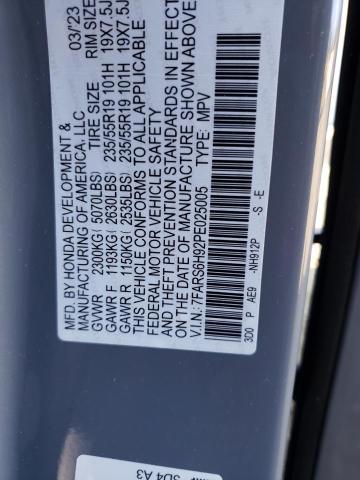 MFD. BY HONDA DEVELOPMENT & 03/23
MANUFACTURING OF AMERICA, LLC
TIRE SIZE RIM SIZE
GVWR 2300KG( 5070LBS)
GAWR F 1193KG( 2630LBS) 235/55R19 101H 19X7.5J
GAWR R 1150KG( 2535LBS) 235/55R19 101H 19X7.5J
THIS VEHICLE CONFORMS TO ALL APPLICABLE
FEDERAL MOTOR VEHICLE SAFETY
AND THEFT PREVENTION STANDARDS IN EFFECT
ON THE DATE OF MANUFACTURE SHOWN ABOVE.
V.I.N.: 7FARS6H92PE025005 TYPE: MPV
3D0 P AE9 -NH912P -S -E
3D4 A3